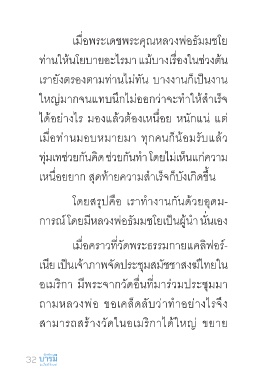 เมื่อพระเดชพระคุณหลวงพ่อธัมมชโย
ท่านให้นโยบายอะไรมา แม้บางเรื่องในช่วงต้น
เรายังตรองตามท่านไม่ทัน บางงานก็เป็นงาน
ใหญ่มากจนแทบนึกไม่ออกว่าจะทำให้สำเร็จ
ได้อย่างไร มองแล้วต้องเหนื่อย หนักแน่ แต่
เมื่อท่านมอบหมายมา ทุกคนก็น้อมรับแล้ว
ทุ่มเทช่วยกันคิด ช่วยกันทำ โดยไม่เห็นแก่ความ
เหนื่อยยาก สุดท้ายความสำเร็จก็บังเกิดขึ้น
โดยสรุปคือ เราทำงานกันด้วยอุดม-
การณ์ โดยมีหลวงพ่อธัมมชโยเป็นผู้นำ นั่นเอง
เมื่อคราวที่วัดพระธรรมกายแคลิฟอร์-
เนีย เป็นเจ้าภาพจัดประชุมสมัชชาสงฆ์ไทยใน
อเมริกา มีพระจากวัดอื่นที่มาร่วมประชุมมา
ถามหลวงพ่อ ขอเคล็ดลับว่าทำอย่างไรจึง
สามารถสร้างวัดในอเมริกาได้ใหญ่ ขยาย
32 บารมี